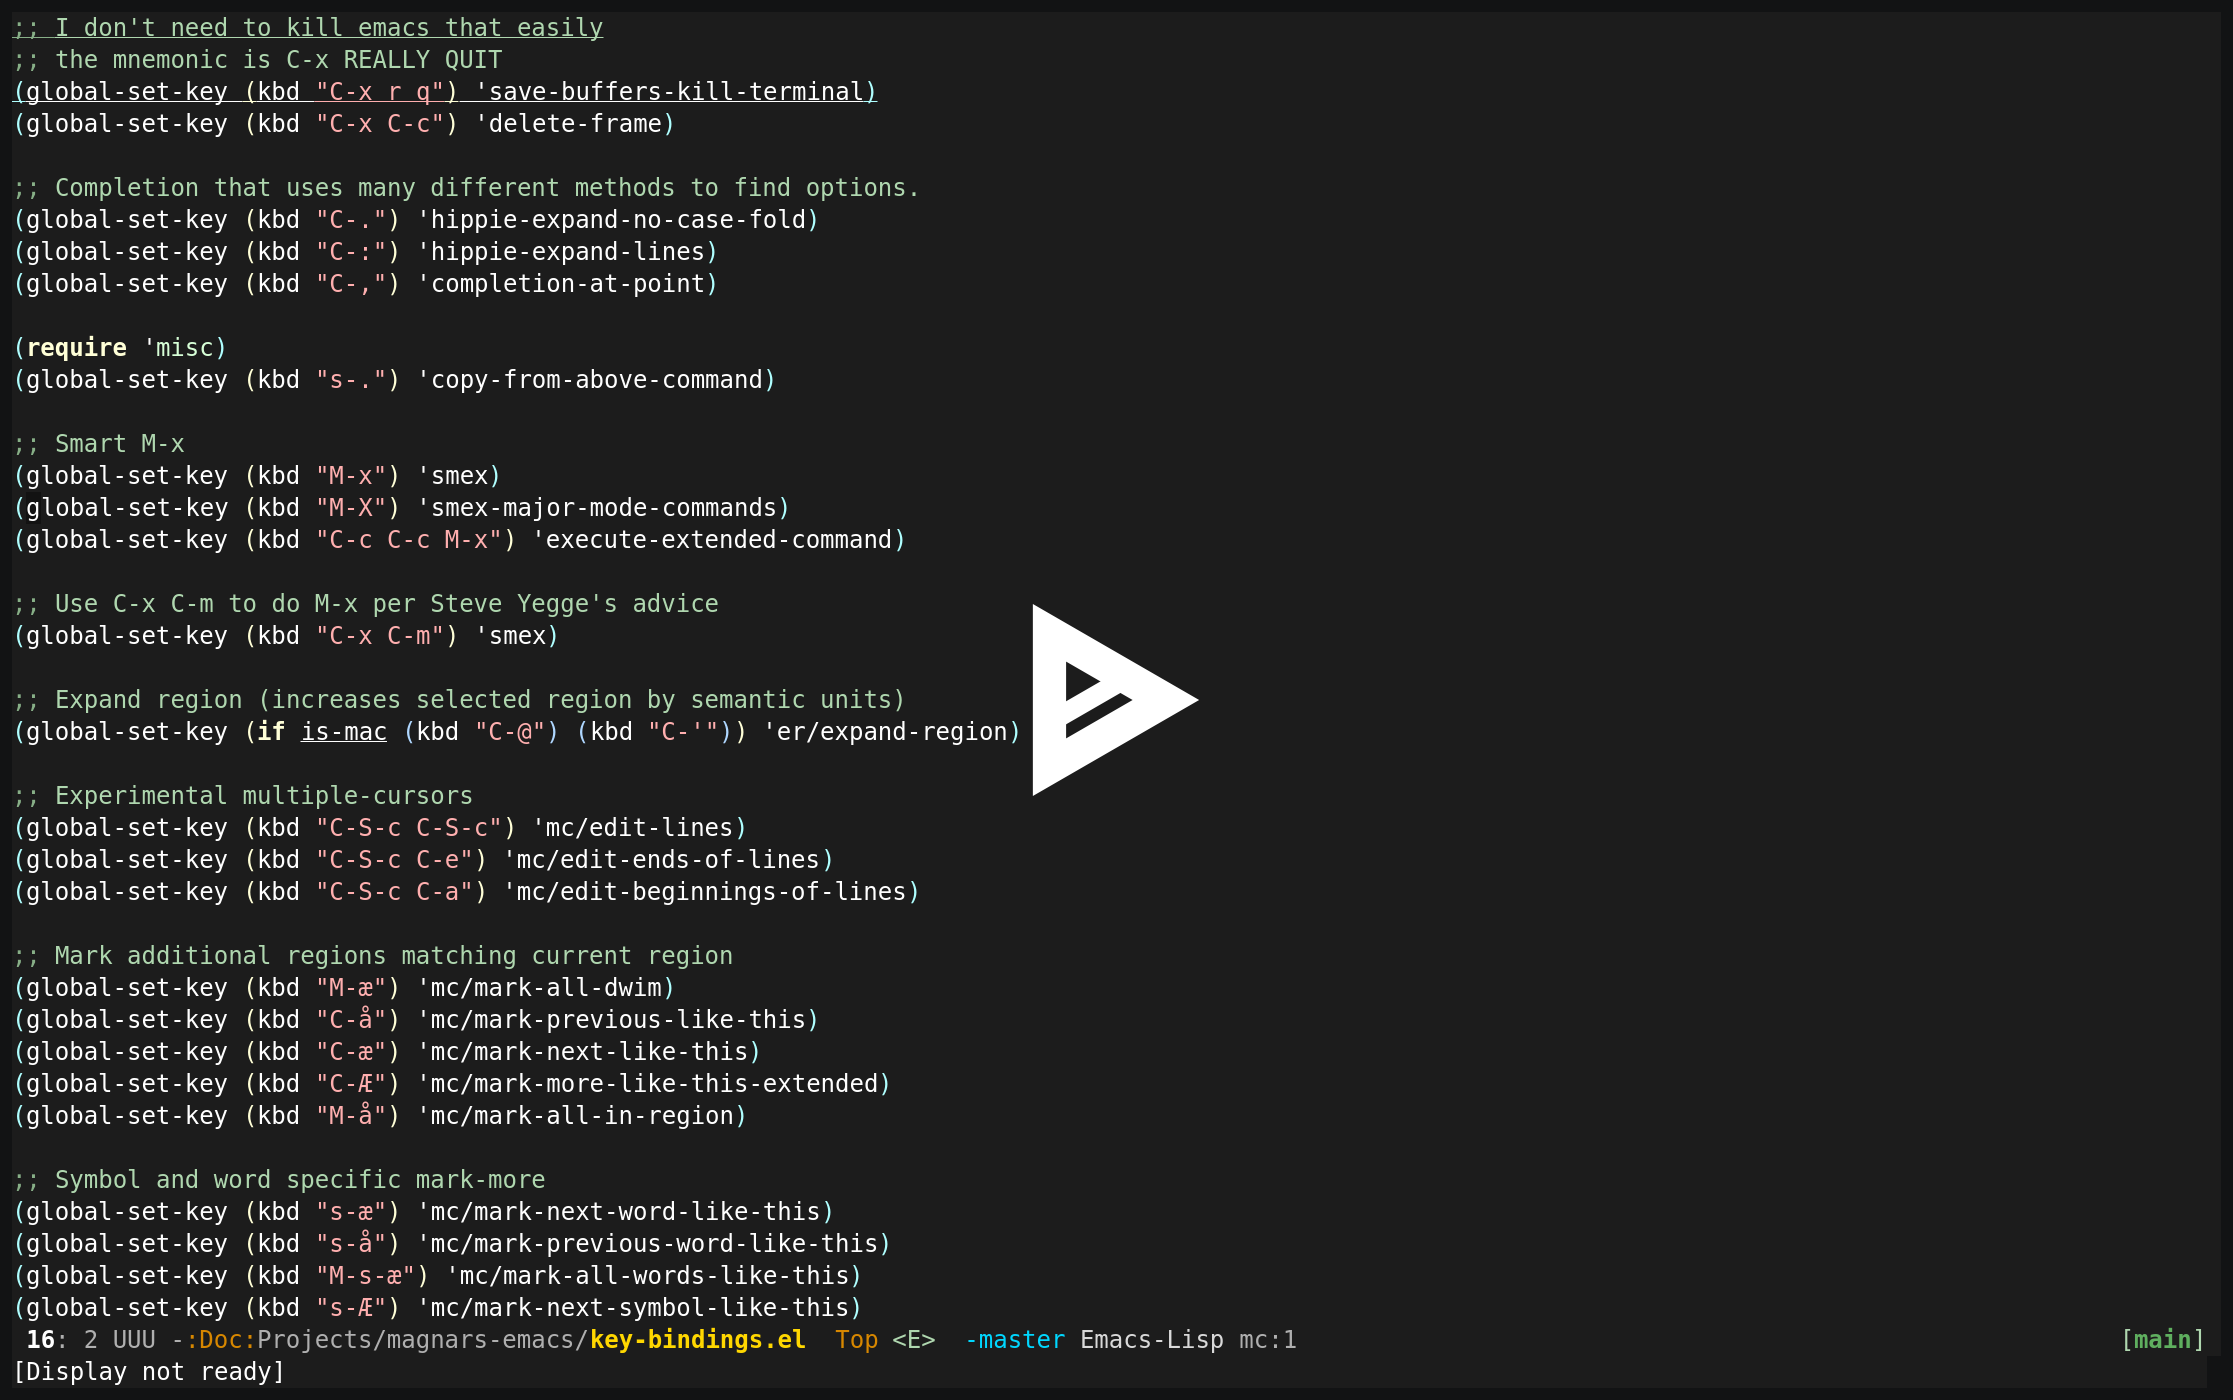 ;; I don't need to kill emacs that easily
;; the mnemonic is C-x REALLY QUIT
(global-set-key (kbd "C-x r q") 'save-buffers-kill-terminal)
(global-set-key (kbd "C-x C-c") 'delete-frame)

;; Completion that uses many different methods to find options.
(global-set-key (kbd "C-.") 'hippie-expand-no-case-fold)
(global-set-key (kbd "C-:") 'hippie-expand-lines)
(global-set-key (kbd "C-,") 'completion-at-point)

(require 'misc)
(global-set-key (kbd "s-.") 'copy-from-above-command)

;; Smart M-x
(global-set-key (kbd "M-x") 'smex)
(global-set-key (kbd "M-X") 'smex-major-mode-commands)
(global-set-key (kbd "C-c C-c M-x") 'execute-extended-command)

;; Use C-x C-m to do M-x per Steve Yegge's advice
(global-set-key (kbd "C-x C-m") 'smex)

;; Expand region (increases selected region by semantic units)
(global-set-key (if is-mac (kbd "C-@") (kbd "C-'")) 'er/expand-region)

;; Experimental multiple-cursors
(global-set-key (kbd "C-S-c C-S-c") 'mc/edit-lines)
(global-set-key (kbd "C-S-c C-e") 'mc/edit-ends-of-lines)
(global-set-key (kbd "C-S-c C-a") 'mc/edit-beginnings-of-lines)

;; Mark additional regions matching current region
(global-set-key (kbd "M-æ") 'mc/mark-all-dwim)
(global-set-key (kbd "C-å") 'mc/mark-previous-like-this)
(global-set-key (kbd "C-æ") 'mc/mark-next-like-this)
(global-set-key (kbd "C-Æ") 'mc/mark-more-like-this-extended)
(global-set-key (kbd "M-å") 'mc/mark-all-in-region)

;; Symbol and word specific mark-more
(global-set-key (kbd "s-æ") 'mc/mark-next-word-like-this)
(global-set-key (kbd "s-å") 'mc/mark-previous-word-like-this)
(global-set-key (kbd "M-s-æ") 'mc/mark-all-words-like-this)
(global-set-key (kbd "s-Æ") 'mc/mark-next-symbol-like-this)
16: 2 UUU -:Doc:Projects/magnars-emacs/key-bindings.el  Top <E>  -master Emacs-Lisp mc:1 [main]
[Display not ready]